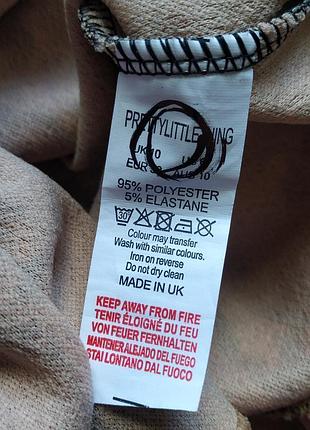 PRETTYLITTLETHING
UK 10
EUR AUS 10
95% POLYESTER
5% ELASTANE
30
Colour may transfer
Wash with similar colours.
Iron on reverse
Do not dry clean
MADE IN UK
KEEP AWAY FROM FIRE
TENIR ÉLOIGNÉ DU FEU
VON FEUER FERNHALTEN
MANTENER ALEJADO DEL FUEGO
STAI LONTANO DAL FUOCO